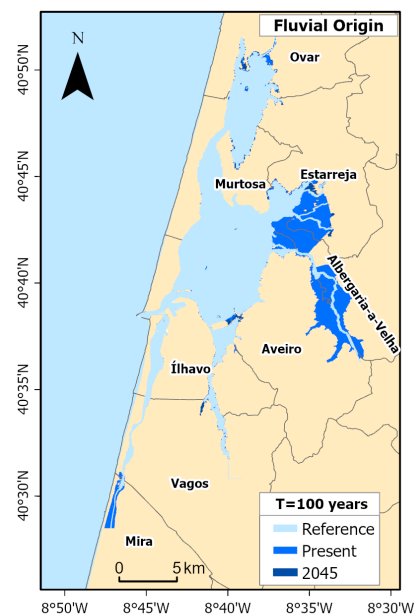 Fluvial Origin
N
Ovar
40°50'N
40°45'N
Estarreja
Murtosa
40°40'N
Albergaria-a-Velha
Aveiro
Ílhavo
40°35'N
40°30'N
Vagos
Mira
0 5 km
T=100 years
Reference
Present
2045
8°50'W 8°45'W 8°40'W 8°35'W 8°30'W